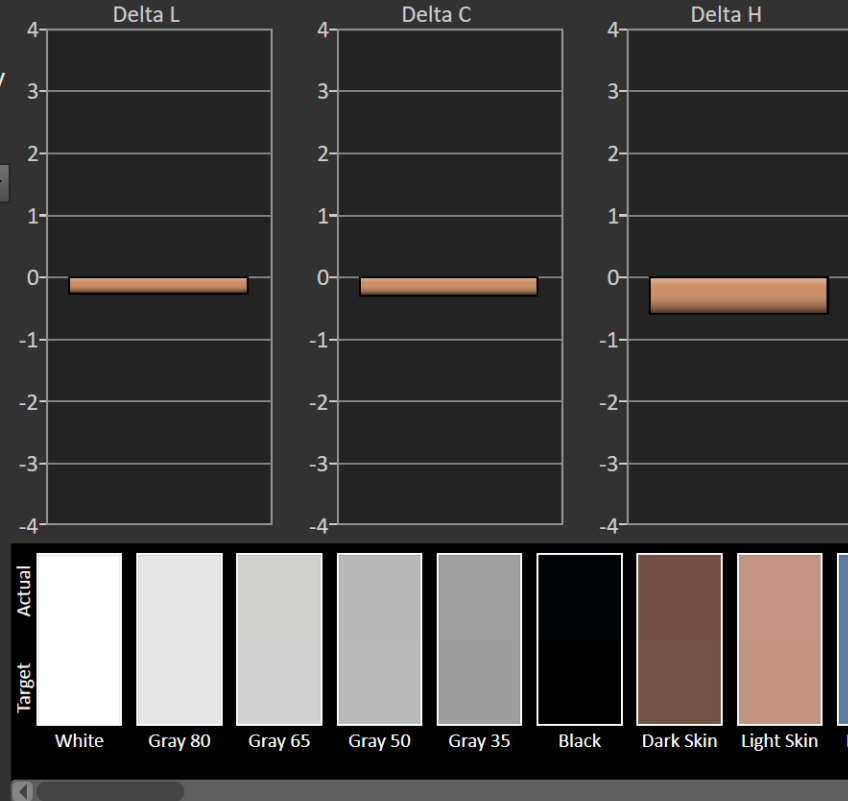 Delta L Delta C Delta H
4 4 4
3 3 3
2 2 2
1 1 1
0 0 0
-1 -1 -1
-2 -2 -2
-3 -3 -3
-4 -4 -4
Actual
Target
White Gray 80 Gray 65 Gray 50 Gray 35 Black Dark Skin Light Skin